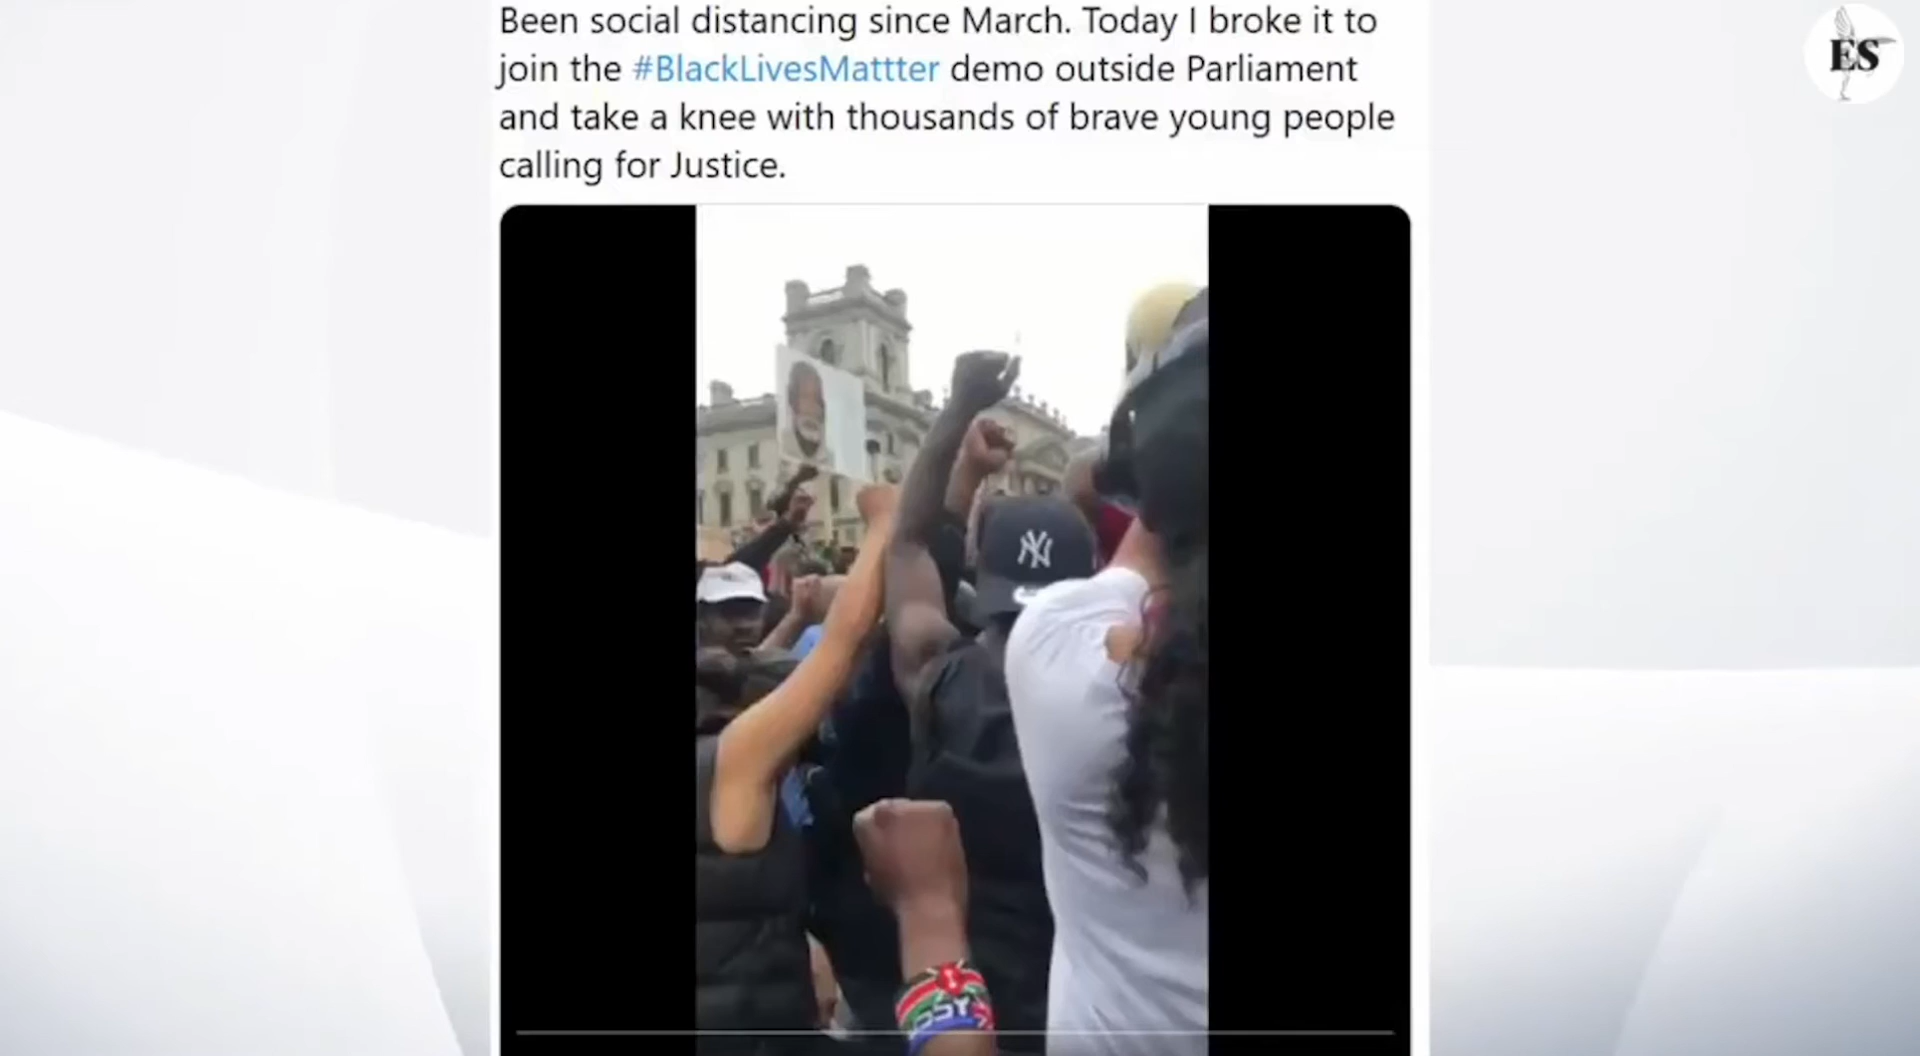 Been social distancing since March. Today I broke it to
join the #BlackLivesMattter demo outside Parliament
and take a knee with thousands of brave young people
calling for Justice.
ES
NY
SSY